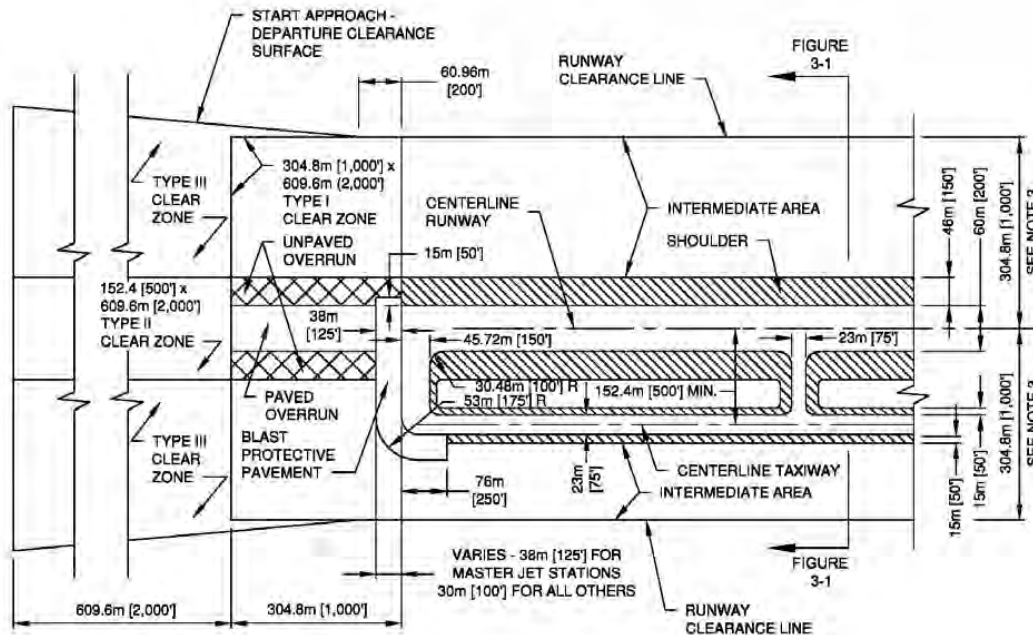 START APPROACH -
DEPARTURE CLEARANCE
SURFACE
60.96m
[200']
RUNWAY
CLEARANCE LINE
FIGURE
3-1
TYPE III
CLEAR
ZONE
304.8m [1,000'] x
609.6m (2,000')
TYPE I
CLEAR ZONE
CENTERLINE
RUNWAY
INTERMEDIATE AREA
SHOULDER
UNPAVED
OVERRUN
15m [50']
46m [150']
60m [200']
304.8m [1,000']
SEE NOTE 2
152.4 [500'] x
609.6m (2,000')
TYPE II
CLEAR ZONE
38m
[125']
45.72m [150']
23m [75']
30.48m [100'] R
53m [175'] R
152.4m [500'] MIN.
PAVED
OVERRUN
BLAST
PROTECTIVE
PAVEMENT
TYPE III
CLEAR
ZONE
76m
[250']
23m
[75']
CENTERLINE TAXIWAY
INTERMEDIATE AREA
15m [50']
15m [50']
304.8m [1,000']
SEE NOTE 2
VARIES - 38m [125'] FOR
MASTER JET STATIONS
30m [100'] FOR ALL OTHERS
FIGURE
3-1
609.6m [2,000']
304.8m [1,000']
RUNWAY
CLEARANCE LINE